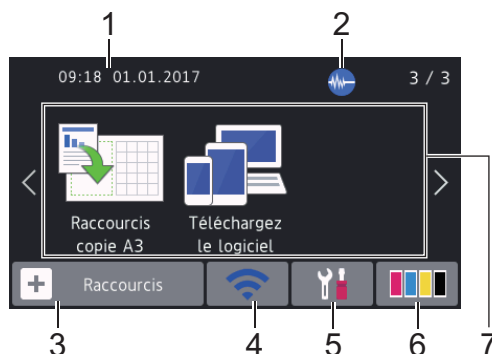 1
2
09:18 01.01.2017
3 / 3
Raccourcis
copie A3
Téléchargez
le logiciel
Raccourcis
3
4
5
6
7